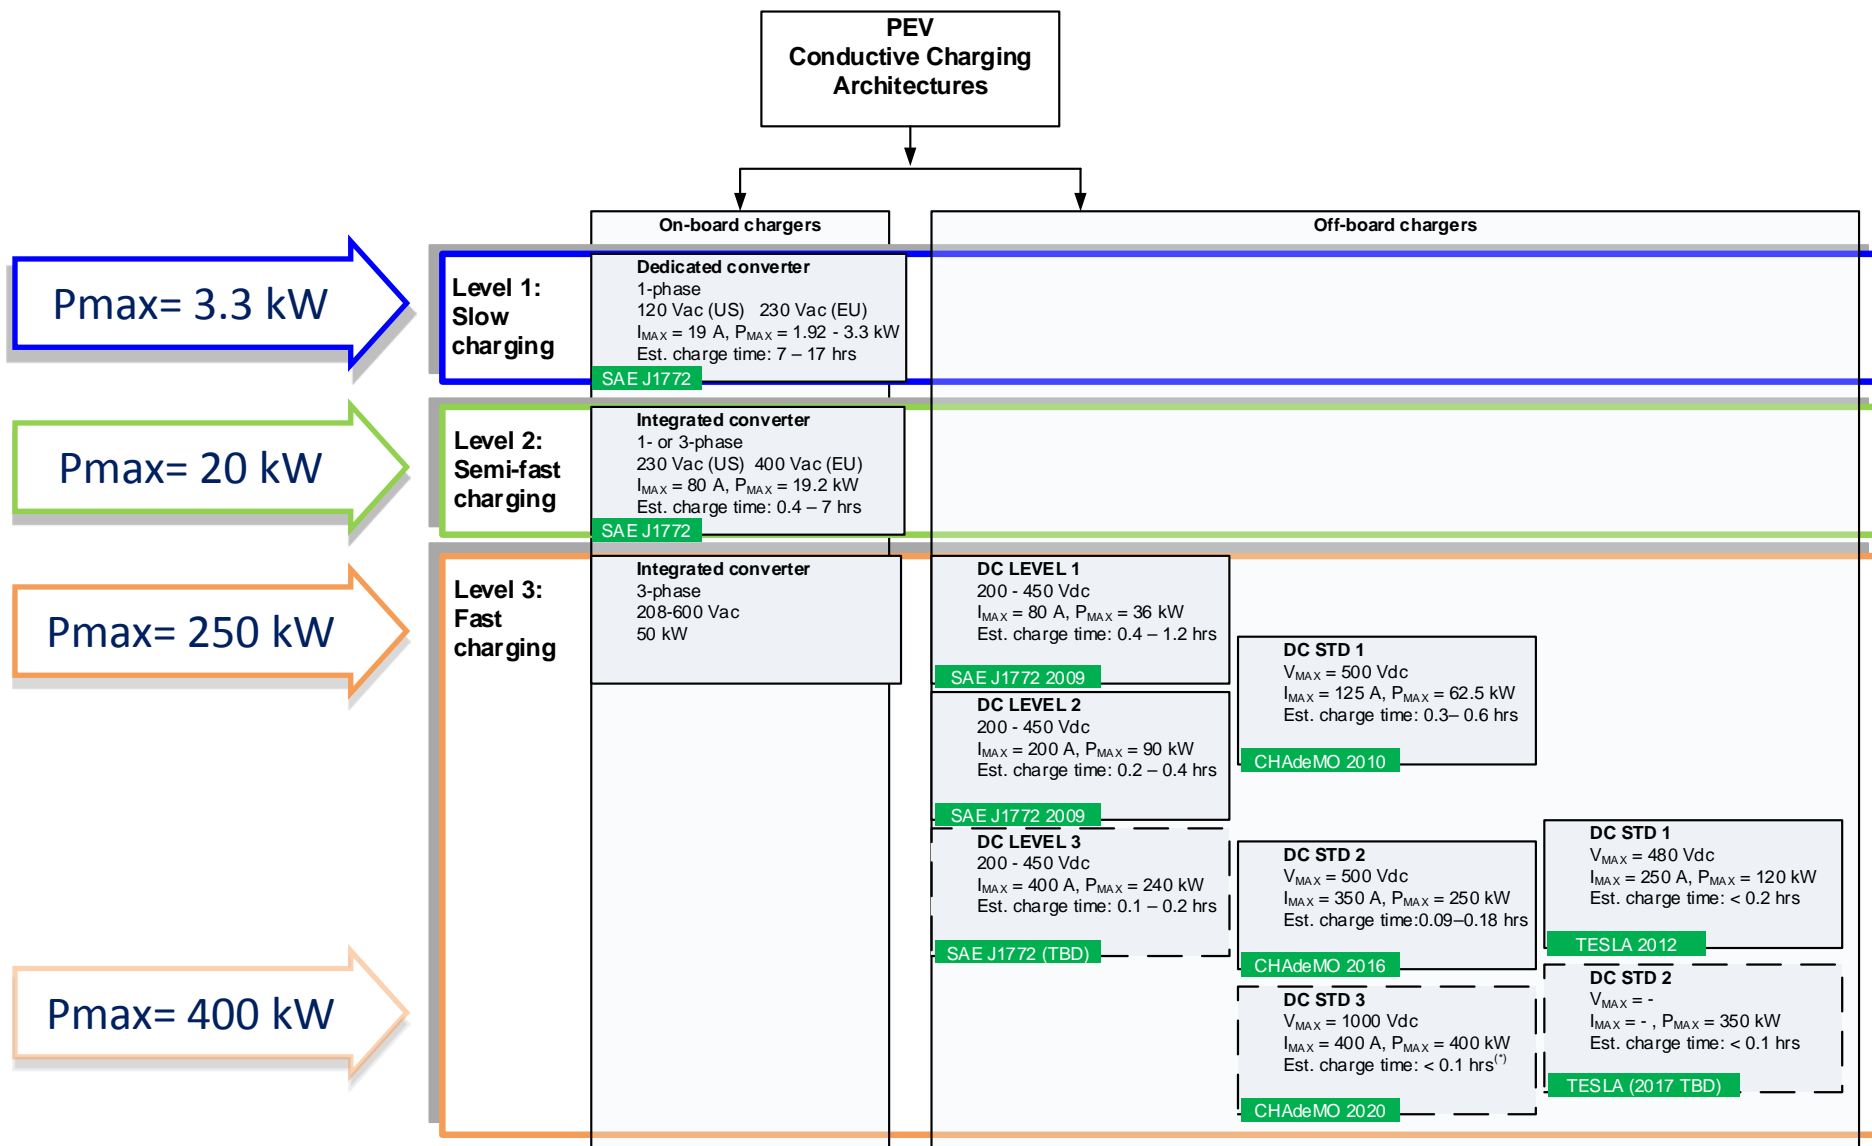 PEV
Conductive Charging
Architectures
On-board chargers
Off-board chargers
Pmax= 3.3 kW
Level 1:
Slow
charging
Dedicated converter
1-phase
120 Vac (US)   230 Vac (EU)
IMAX = 19 A, PMAX = 1.92 - 3.3 kW
Est. charge time: 7 – 17 hrs
SAE J1772
Pmax= 20 kW
Level 2:
Semi-fast
charging
Integrated converter
1- or 3-phase
230 Vac (US)  400 Vac (EU)
IMAX = 80 A, PMAX = 19.2 kW
Est. charge time: 0.4 – 7 hrs
SAE J1772
Pmax= 250 kW
Level 3:
Fast
charging
Integrated converter
3-phase
208-600 Vac
50 kW
DC LEVEL 1
200 - 450 Vdc
IMAX = 80 A, PMAX = 36 kW
Est. charge time: 0.4 – 1.2 hrs
SAE J1772 2009
DC LEVEL 2
200 - 450 Vdc
IMAX = 200 A, PMAX = 90 kW
Est. charge time: 0.2 – 0.4 hrs
SAE J1772 2009
DC LEVEL 3
200 - 450 Vdc
IMAX = 400 A, PMAX = 240 kW
Est. charge time: 0.1 – 0.2 hrs
SAE J1772 (TBD)
DC STD 1
VMAX = 500 Vdc
IMAX = 125 A, PMAX = 62.5 kW
Est. charge time: 0.3– 0.6 hrs
CHAdeMO 2010
DC STD 2
VMAX = 500 Vdc
IMAX = 350 A, PMAX = 250 kW
Est. charge time:0.09–0.18 hrs
CHAdeMO 2016
DC STD 3
VMAX = 1000 Vdc
IMAX = 400 A, PMAX = 400 kW
Est. charge time: < 0.1 hrs(*)
CHAdeMO 2020
DC STD 1
VMAX = 480 Vdc
IMAX = 250 A, PMAX = 120 kW
Est. charge time: < 0.2 hrs
TESLA 2012
DC STD 2
VMAX = -
IMAX = - , PMAX = 350 kW
Est. charge time: < 0.1 hrs
TESLA (2017 TBD)
Pmax= 400 kW